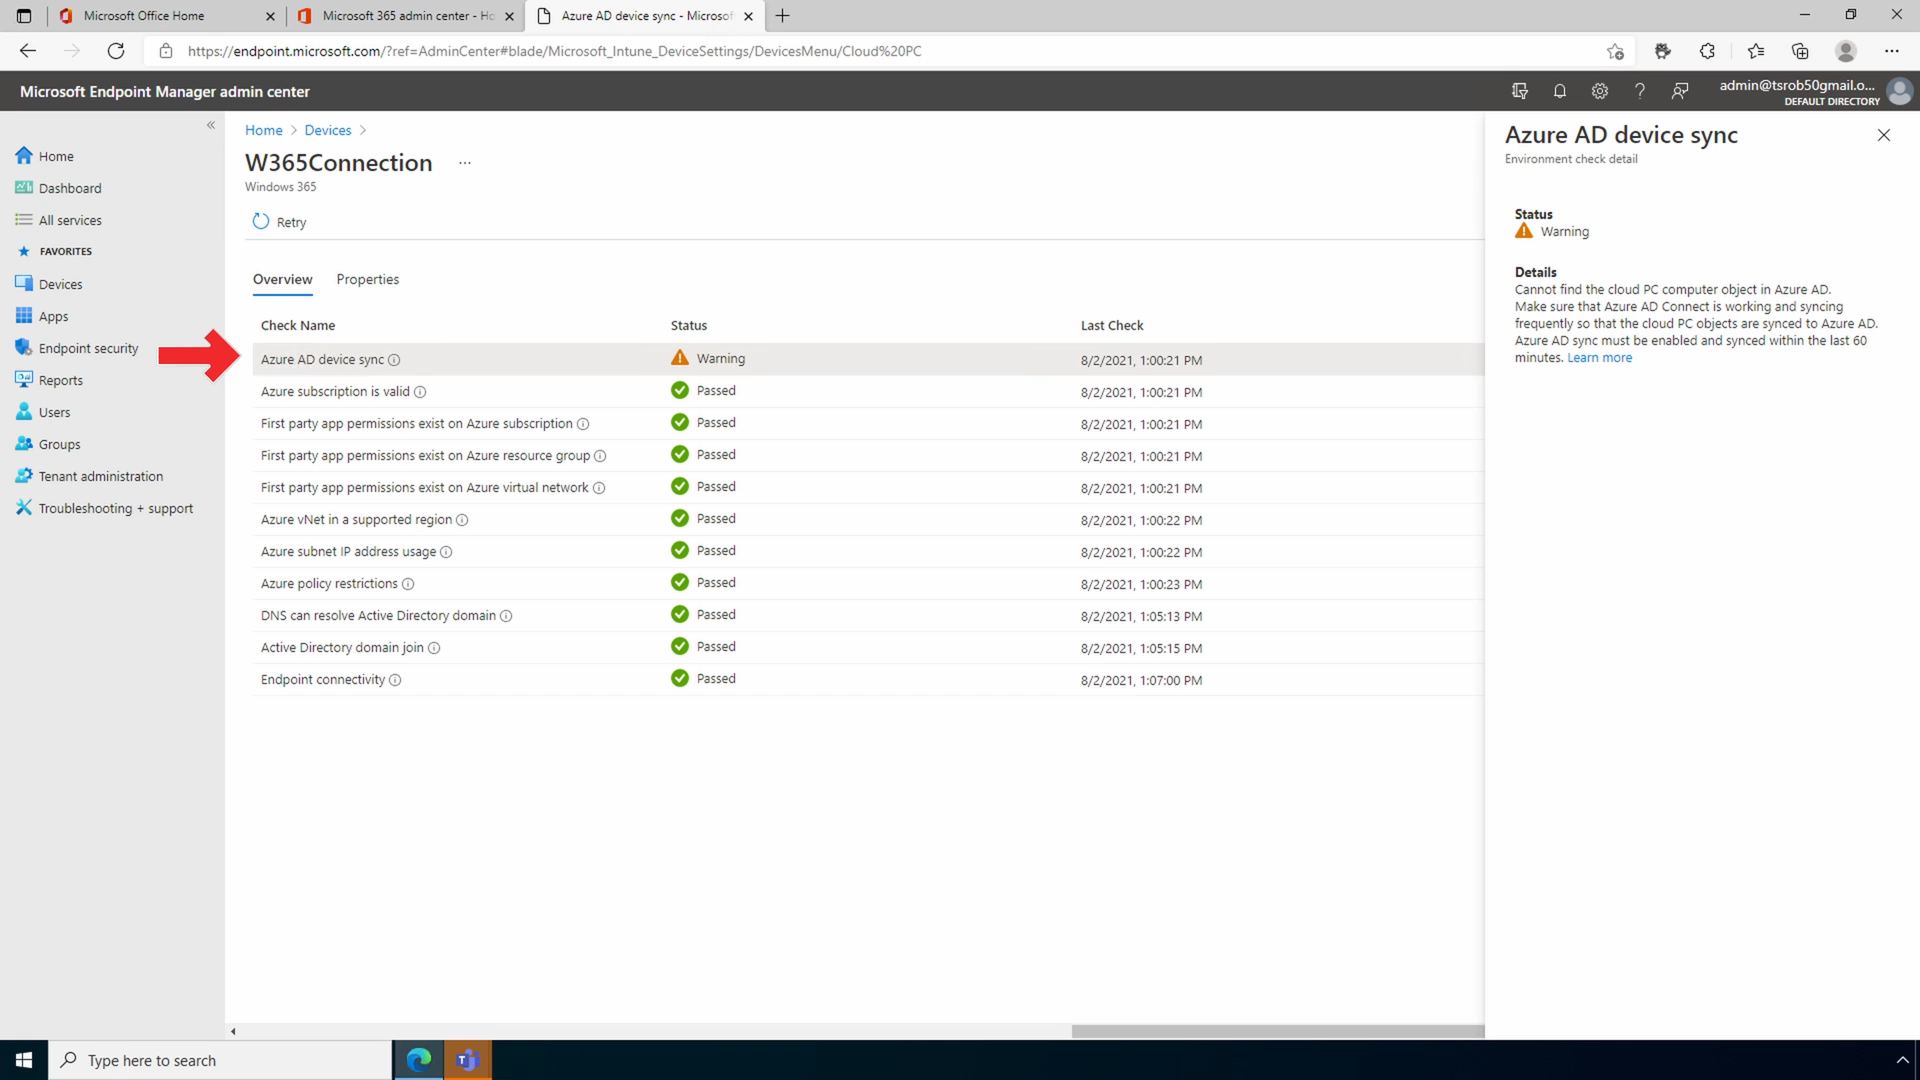 Microsoft Office Home
Microsoft 365 admin center - Ho
Azure AD device sync - Microsof
https://endpoint.microsoft.com/?ref=AdminCenter#blade/Microsoft_Intune_DeviceSettings/DevicesMenu/Cloud%20PC
Microsoft Endpoint Manager admin center
admin@tsrob50gmail.o...
DEFAULT DIRECTORY
Home
Dashboard
All services
FAVORITES
Devices
Apps
Endpoint security
Reports
Users
Groups
Tenant administration
Troubleshooting + support
Home > Devices >
W365Connection ...
Windows 365
Retry
Overview Properties
Check Name Status Last Check
Azure AD device sync Warning 8/2/2021, 1:00:21 PM
Azure subscription is valid Passed 8/2/2021, 1:00:21 PM
First party app permissions exist on Azure subscription Passed 8/2/2021, 1:00:21 PM
First party app permissions exist on Azure resource group Passed 8/2/2021, 1:00:21 PM
First party app permissions exist on Azure virtual network Passed 8/2/2021, 1:00:21 PM
Azure vNet in a supported region Passed 8/2/2021, 1:00:22 PM
Azure subnet IP address usage Passed 8/2/2021, 1:00:22 PM
Azure policy restrictions Passed 8/2/2021, 1:00:23 PM
DNS can resolve Active Directory domain Passed 8/2/2021, 1:05:13 PM
Active Directory domain join Passed 8/2/2021, 1:05:15 PM
Endpoint connectivity Passed 8/2/2021, 1:07:00 PM
Azure AD device sync
Environment check detail
Status
Warning
Details
Cannot find the cloud PC computer object in Azure AD.
Make sure that Azure AD Connect is working and syncing
frequently so that the cloud PC objects are synced to Azure AD.
Azure AD sync must be enabled and synced within the last 60
minutes. Learn more
Type here to search